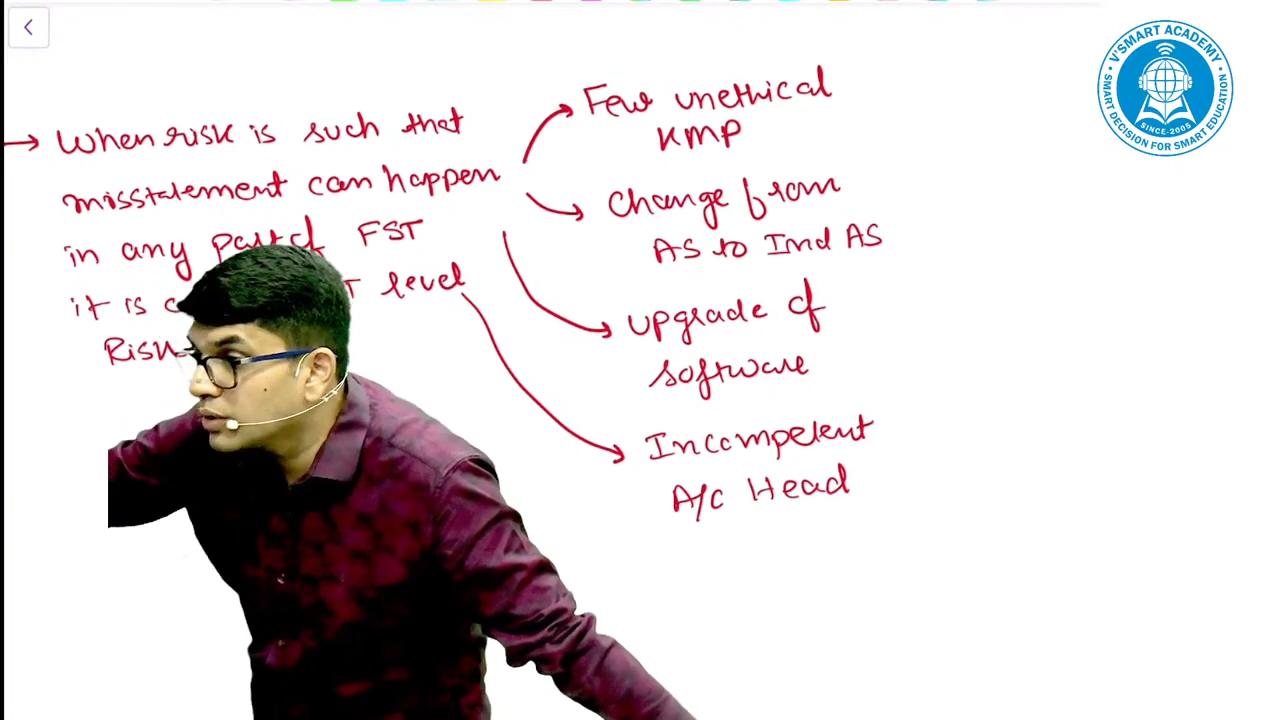 When risk is such that
misstatement can happen
in any part of FST
it is level
Risk
Few unethical
KMP
change from
AS to Ind AS
upgrade of
software
Incompetent
A/c Head
V'SMART ACADEMY
SINCE-2005
SMART DECISION FOR SMART EDUCATION